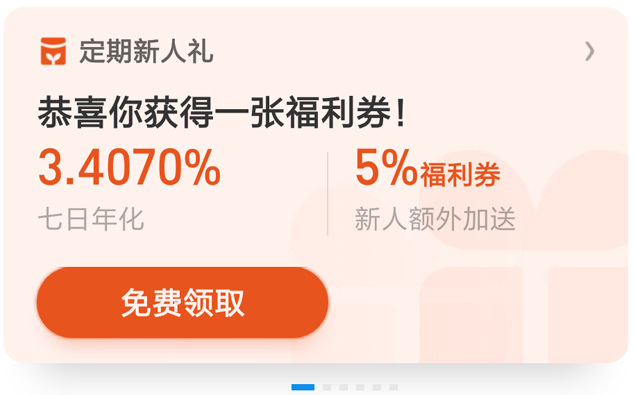 定期新人礼
恭喜你获得一张福利券！
3.4070%
5%福利券
七日年化
新人额外加送
免费领取